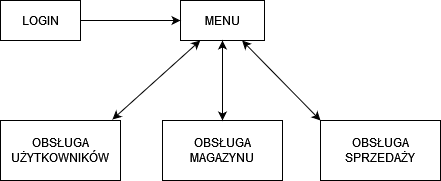 LOGIN
MENU
OBSŁUGA
UŻYTKOWNIKÓW
OBSŁUGA
MAGAZYNU
OBSŁUGA
SPRZEDAŻY